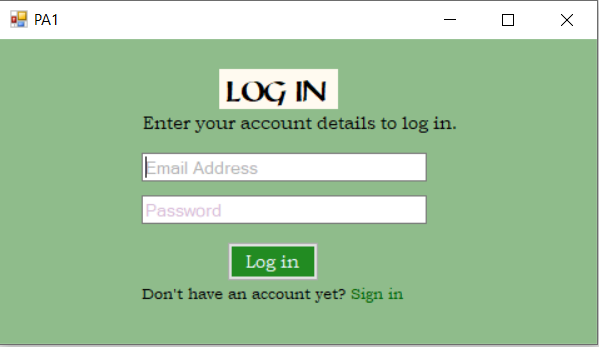 PA1
LOG IN
Enter your account details to log in.
Email Address
Password
Log in
Don't have an account yet? Sign in